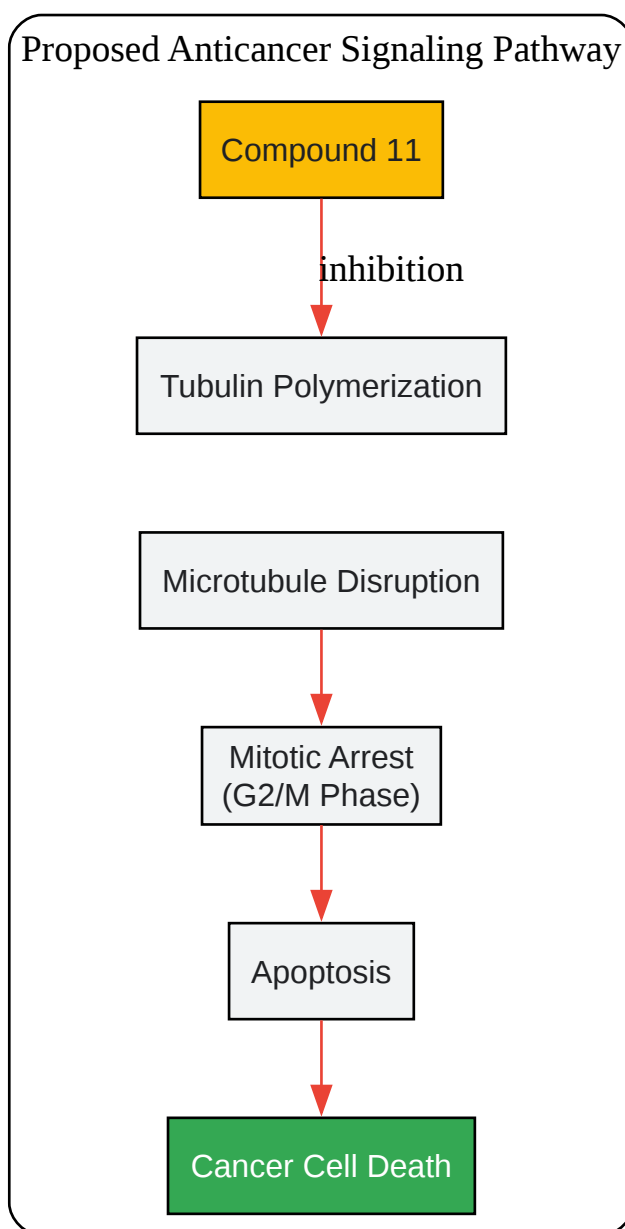 Proposed Anticancer Signaling Pathway
Compound 11
inhibition
Tubulin Polymerization
Microtubule Disruption
Mitotic Arrest
(G2/M Phase)
Apoptosis
Cancer Cell Death